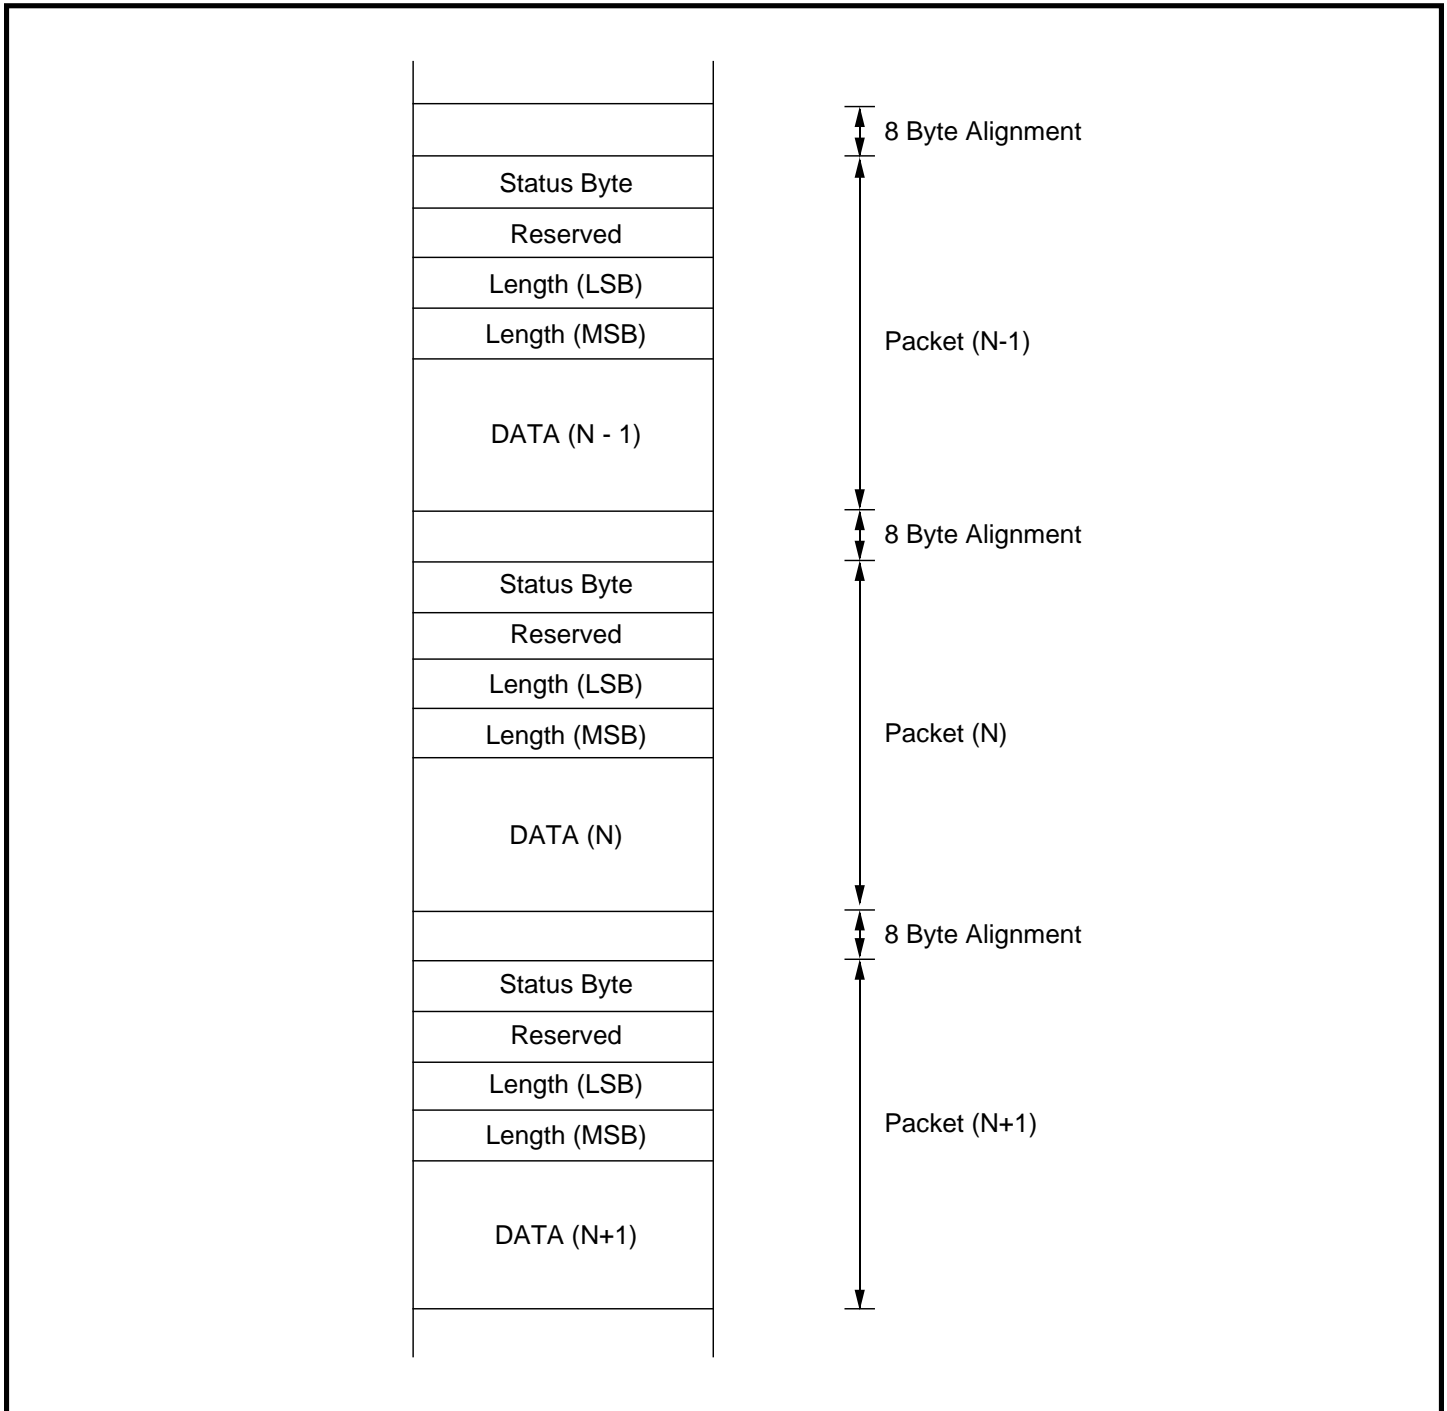 8 Byte Alignment
Status Byte
Reserved
Length (LSB)
Length (MSB)
Packet (N-1)
DATA (N - 1)
8 Byte Alignment
Status Byte
Reserved
Length (LSB)
Length (MSB)
Packet (N)
DATA (N)
8 Byte Alignment
Status Byte
Reserved
Length (LSB)
Length (MSB)
Packet (N+1)
DATA (N+1)